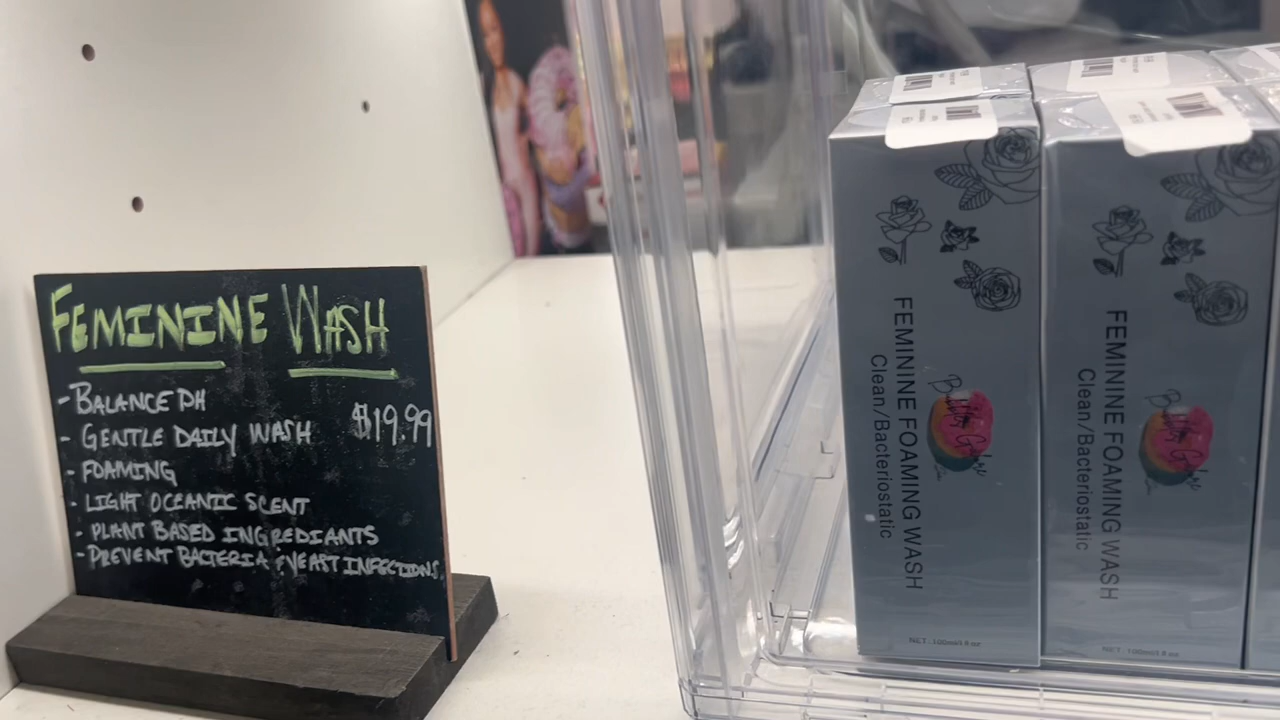 FEMININE WASH
- BALANCE PH
$19.99
- GENTLE DAILY WASH
- FOAMING
- LIGHT OCEANIC SCENT
- PLANT BASED INGREDIANTS
- PREVENT BACTERIA & YEAST INFECTIONS
FEMININE FOAMING WASH
Clean/Bacteriostatic
FEMININE FOAMING WASH
Clean/Bacteriostatic